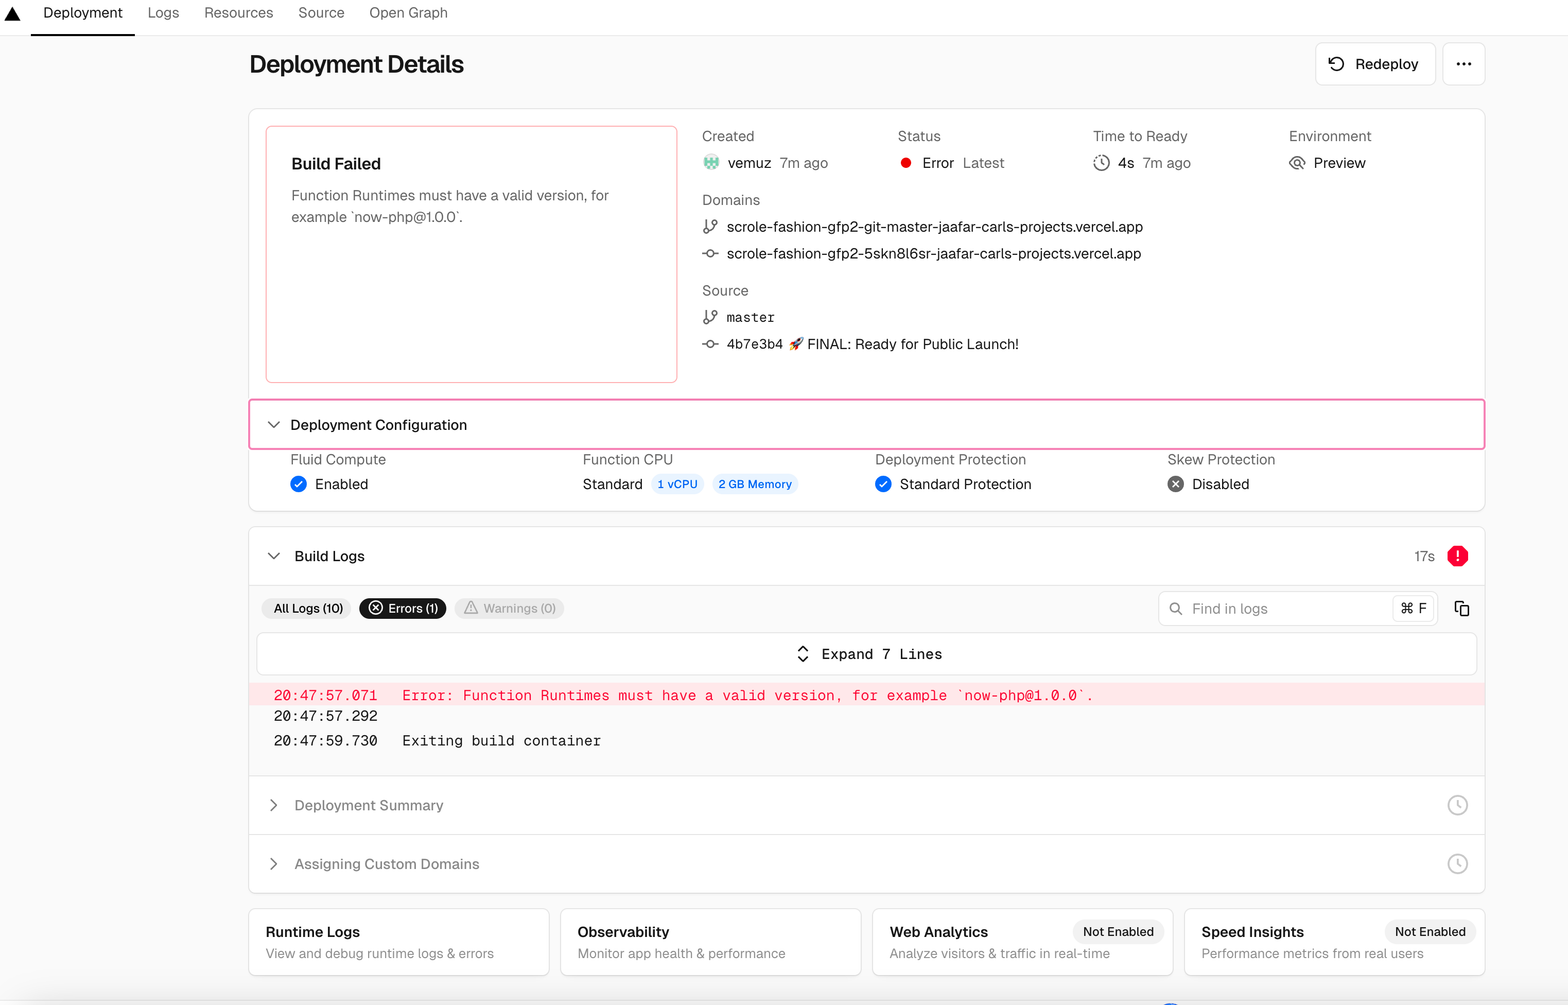 Deployment Logs Resources Source Open Graph
Deployment Details
Redeploy
Build Failed
Function Runtimes must have a valid version, for
example `now-php@1.0.0`.
Created Status Time to Ready Environment
vemuz 7m ago Error Latest 4s 7m ago Preview
Domains
scrole-fashion-gfp2-git-master-jaafar-carls-projects.vercel.app
scrole-fashion-gfp2-5skn8l6sr-jaafar-carls-projects.vercel.app
Source
master
4b7e3b4 🚀 FINAL: Ready for Public Launch!
Deployment Configuration
Fluid Compute Function CPU Deployment Protection Skew Protection
Enabled Standard 1 vCPU 2 GB Memory Standard Protection Disabled
Build Logs 17s
All Logs (10) Errors (1) Warnings (0) Find in logs ⌘ F
Expand 7 Lines
20:47:57.071 Error: Function Runtimes must have a valid version, for example `now-php@1.0.0`.
20:47:57.292
20:47:59.730 Exiting build container
Deployment Summary
Assigning Custom Domains
Runtime Logs Observability Web Analytics Not Enabled Speed Insights Not Enabled
View and debug runtime logs & errors Monitor app health & performance Analyze visitors & traffic in real-time Performance metrics from real users